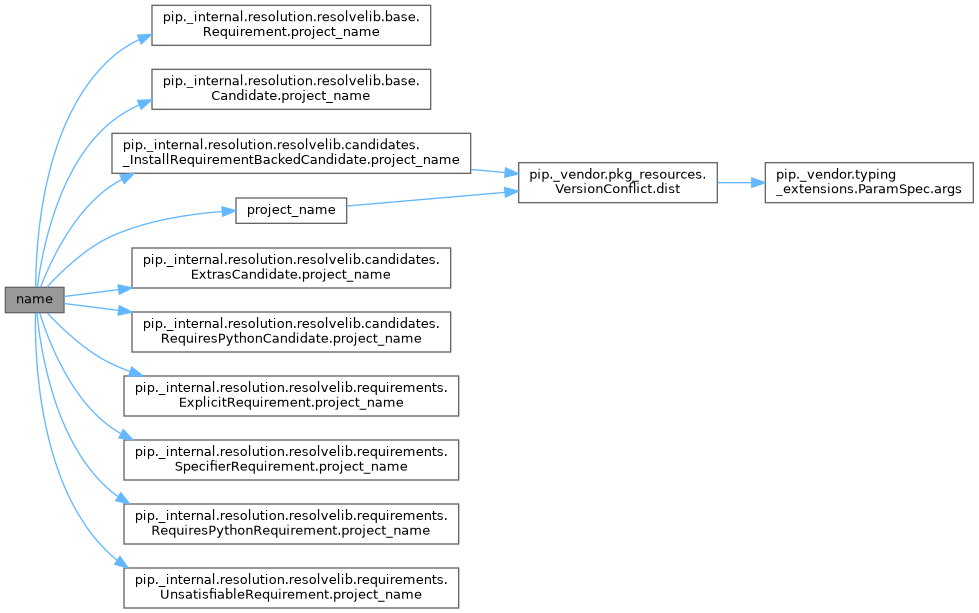 pip._internal.resolution.resolvelib.base.
Requirement.project_name
pip._internal.resolution.resolvelib.base.
Candidate.project_name
pip._internal.resolution.resolvelib.candidates.
_InstallRequirementBackedCandidate.project_name
pip._vendor.pkg_resources.
VersionConflict.dist
pip._vendor.typing
_extensions.ParamSpec.args
project_name
pip._internal.resolution.resolvelib.candidates.
ExtrasCandidate.project_name
name
pip._internal.resolution.resolvelib.candidates.
RequiresPythonCandidate.project_name
pip._internal.resolution.resolvelib.requirements.
ExplicitRequirement.project_name
pip._internal.resolution.resolvelib.requirements.
SpecifierRequirement.project_name
pip._internal.resolution.resolvelib.requirements.
RequiresPythonRequirement.project_name
pip._internal.resolution.resolvelib.requirements.
UnsatisfiableRequirement.project_name